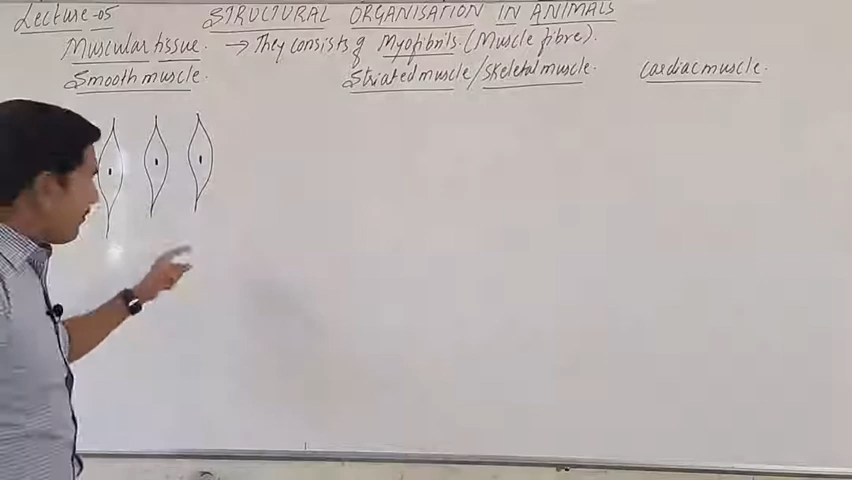 Lecture-05 STRUCTURAL ORGANISATION IN ANIMALS
Muscular tissue. → They consists of Myofibrils. (Muscle fibre).
Smooth muscle. Striated muscle/Skeletal muscle. Cardiac muscle.